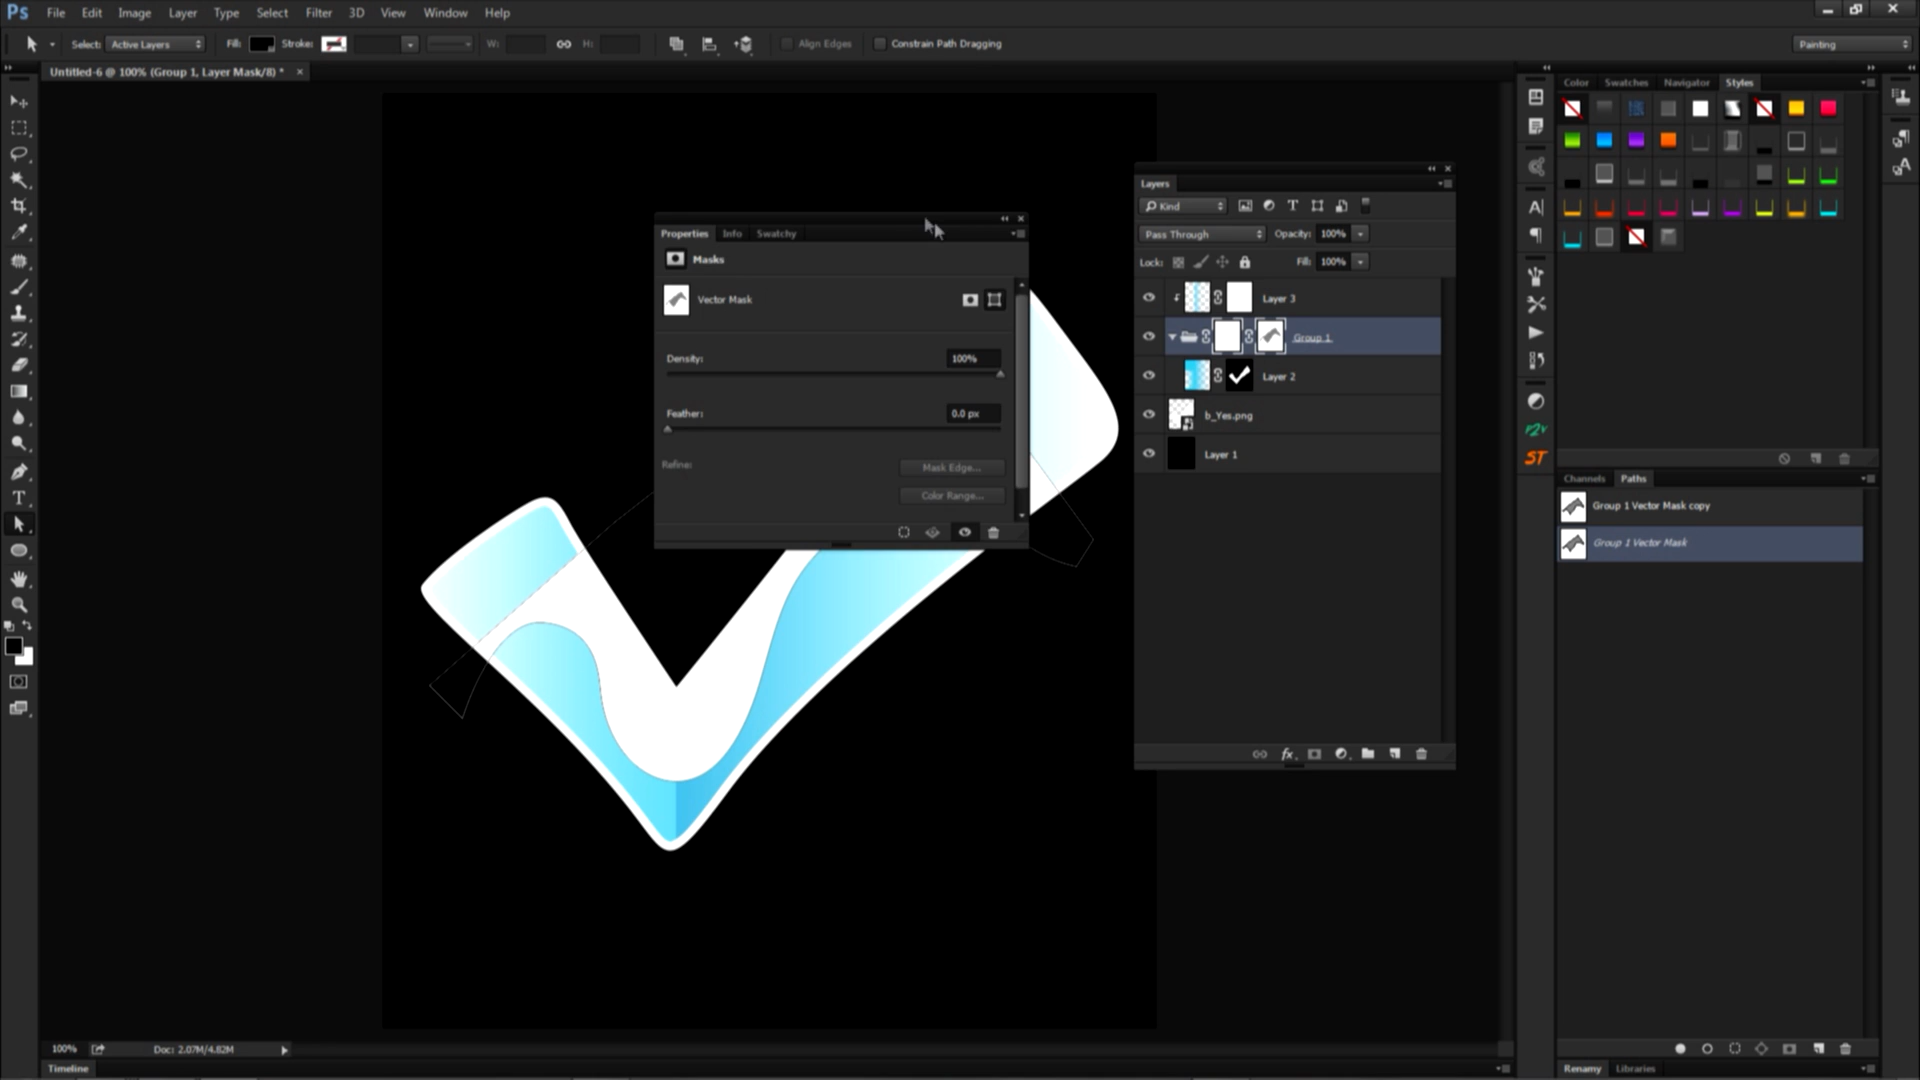 Ps File Edit Image Layer Type Select Filter 3D View Window Help
Select: Active Layers Fill: Stroke: W: H: Align Edges Constrain Path Dragging Painting
Untitled-6 @ 100% (Group 1, Layer Mask/8) * ×
Color Swatches Navigator Styles
Layers
Kind
Pass Through Opacity: 100%
Lock: Fill: 100%
Layer 3
Group 1
Layer 2
b_Yes.png
Layer 1
Properties Info Swatchy
Masks
Vector Mask
Density: 100%
Feather: 0.0 px
Refine: Mask Edge...
Color Range...
P2V
ST
Channels Paths
Group 1 Vector Mask copy
Group 1 Vector Mask
100% Doc: 2.07M/4.82M
Timeline
Renamy Libraries